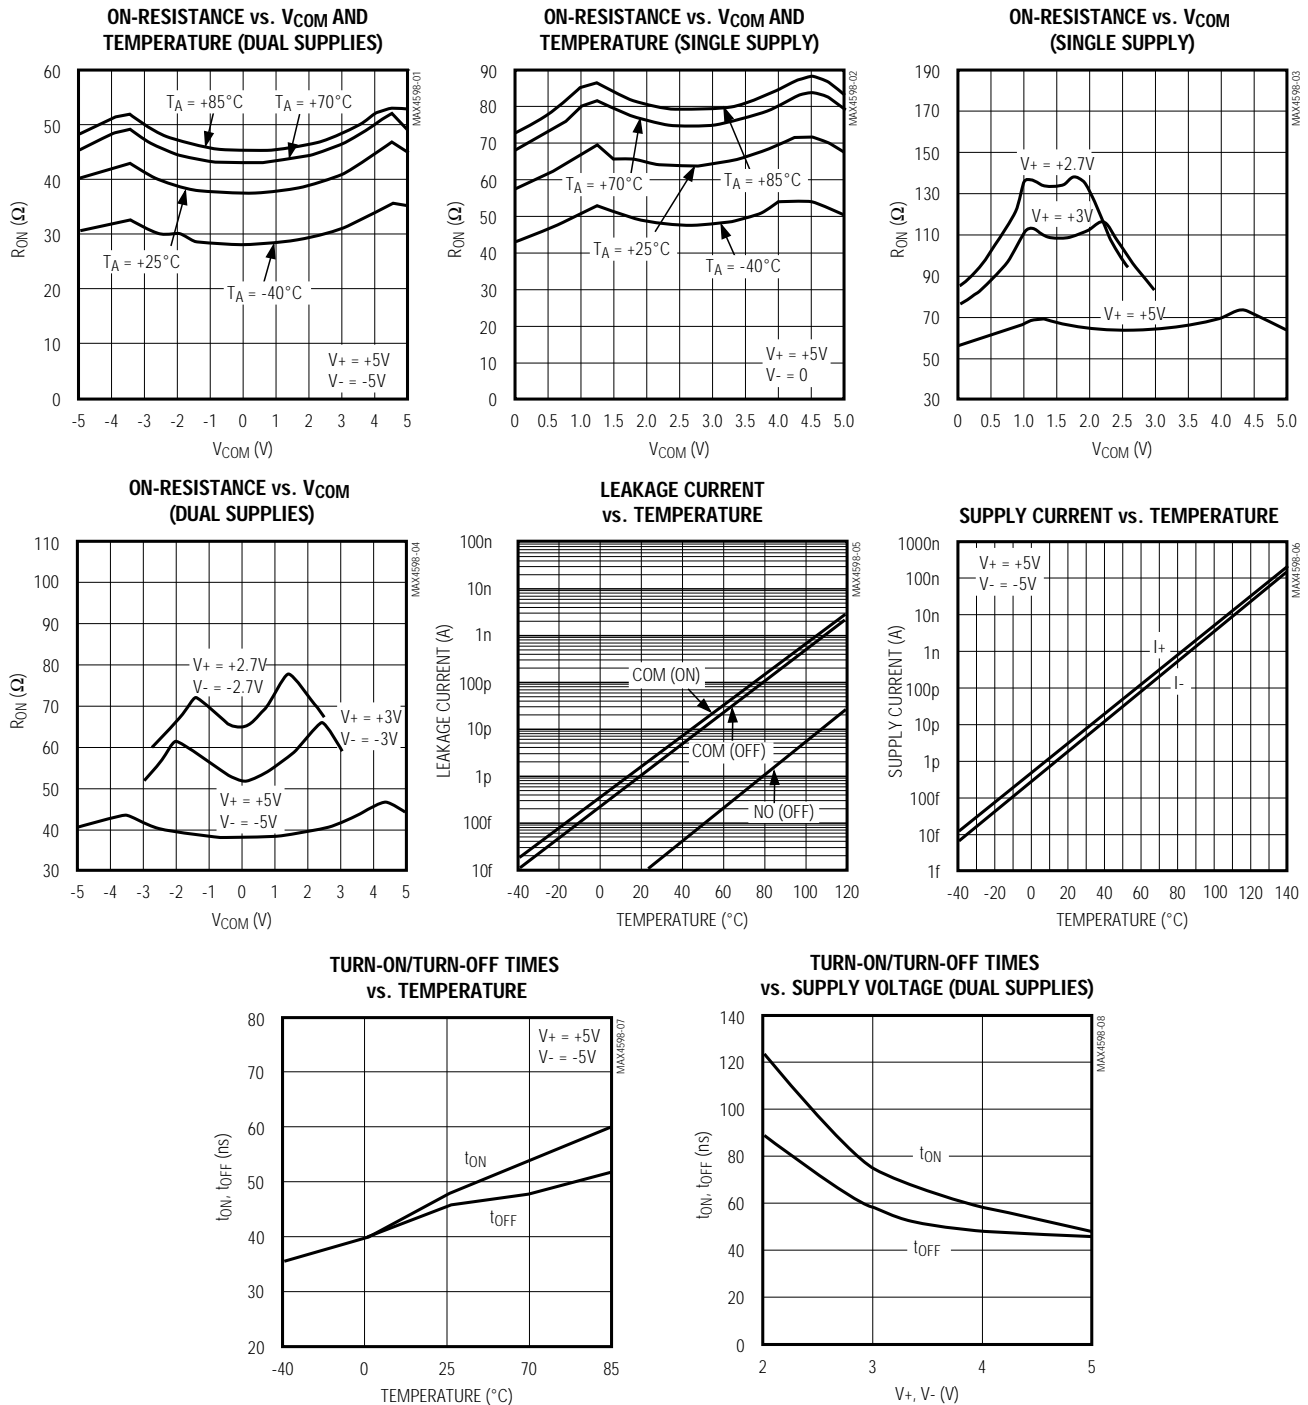 ON-RESISTANCE vs. VCOM AND
TEMPERATURE (DUAL SUPPLIES)
MAX4598-01
60
50
40
30
20
10
0
RON (Ω)
TA = +85°C
TA = +70°C
TA = +25°C
TA = -40°C
V+ = +5V
V- = -5V
-5 -4 -3 -2 -1 0 1 2 3 4 5
VCOM (V)
ON-RESISTANCE vs. VCOM AND
TEMPERATURE (SINGLE SUPPLY)
MAX4598-02
90
80
70
60
50
40
30
20
10
0
RON (Ω)
TA = +70°C
TA = +85°C
TA = +25°C
TA = -40°C
V+ = +5V
V- = 0
0 0.5 1.0 1.5 2.0 2.5 3.0 3.5 4.0 4.5 5.0
VCOM (V)
ON-RESISTANCE vs. VCOM
(SINGLE SUPPLY)
MAX4598-03
190
170
150
130
110
90
70
50
30
RON (Ω)
V+ = +2.7V
V+ = +3V
V+ = +5V
0 0.5 1.0 1.5 2.0 2.5 3.0 3.5 4.0 4.5 5.0
VCOM (V)
ON-RESISTANCE vs. VCOM
(DUAL SUPPLIES)
MAX4598-04
110
100
90
80
70
60
50
40
30
RON (Ω)
V+ = +2.7V
V- = -2.7V
V+ = +3V
V- = -3V
V+ = +5V
V- = -5V
-5 -4 -3 -2 -1 0 1 2 3 4 5
VCOM (V)
LEAKAGE CURRENT
vs. TEMPERATURE
MAX4598-05
100n
10n
1n
100p
10p
1p
100f
10f
LEAKAGE CURRENT (A)
COM (ON)
COM (OFF)
NO (OFF)
-40 -20 0 20 40 60 80 100 120
TEMPERATURE (°C)
SUPPLY CURRENT vs. TEMPERATURE
MAX4598-06
1000n
100n
10n
1n
100p
10p
1p
100f
10f
1f
SUPPLY CURRENT (A)
V+ = +5V
V- = -5V
I+
I-
-40 -20 0 20 40 60 80 100 120 140
TEMPERATURE (°C)
TURN-ON/TURN-OFF TIMES
vs. TEMPERATURE
MAX4598-07
80
70
60
50
40
30
20
tON, tOFF (ns)
V+ = +5V
V- = -5V
tON
tOFF
-40 0 25 70 85
TEMPERATURE (°C)
TURN-ON/TURN-OFF TIMES
vs. SUPPLY VOLTAGE (DUAL SUPPLIES)
MAX4598-08
140
120
100
80
60
40
20
0
tON, tOFF (ns)
tON
tOFF
2 3 4 5
V+, V- (V)